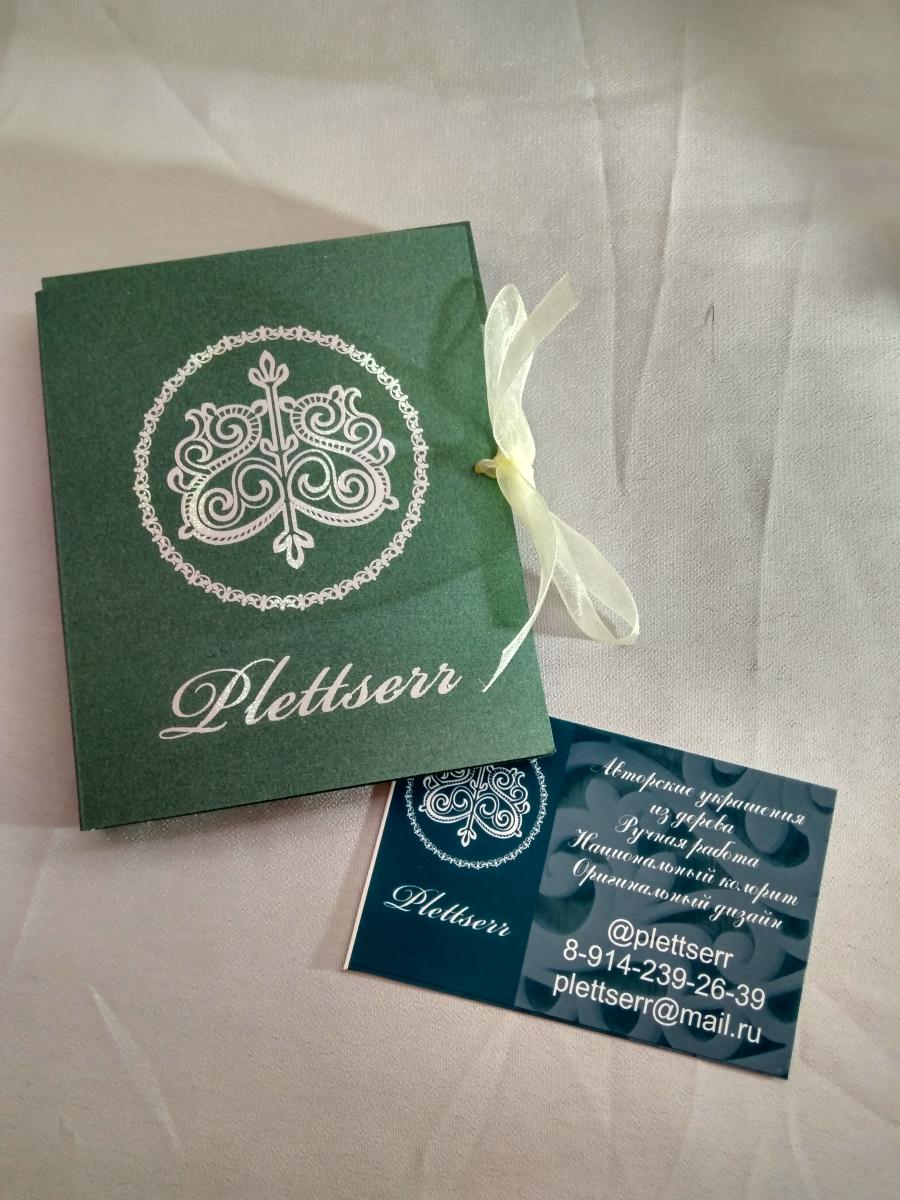 Plettserr
Plettserr
Авторские украшения
из дерева
Ручная работа
Национальный колорит
Оригинальный дизайн
@plettserr
8-914-239-26-39
plettserr@mail.ru